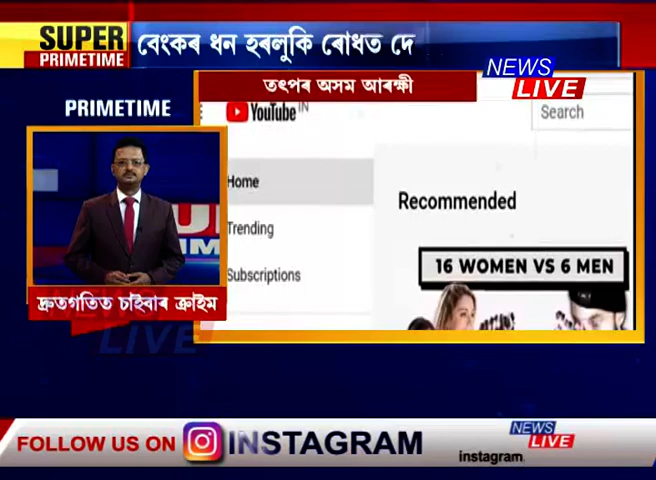 SUPER
PRIMETIME
বেংকৰ ধন হৰলুকি ৰোধত দে
তৎপৰ অসম আৰক্ষী
NEWS
LIVE
PRIMETIME
YouTube IN
Search
Home
Recommended
Trending
Subscriptions
16 WOMEN VS 6 MEN
দ্ৰুতগতিত চাইবাৰ ক্ৰাইম
LIVE
FOLLOW US ON INSTAGRAM
NEWS
LIVE
instagram.